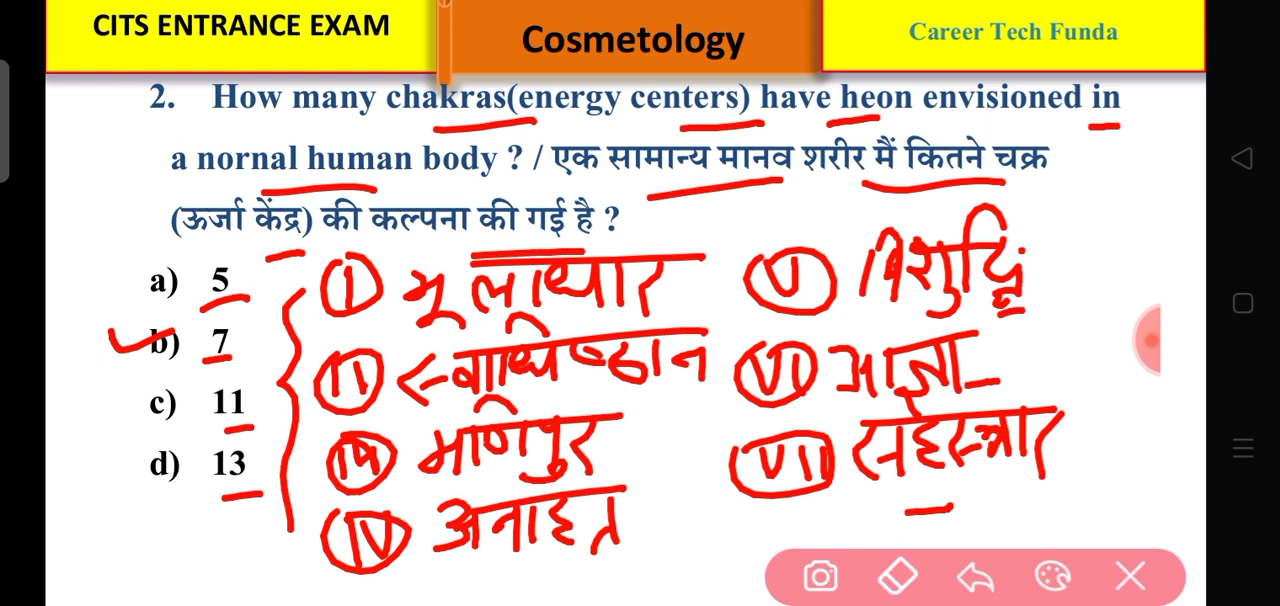 CITS ENTRANCE EXAM
Cosmetology
Career Tech Funda
2. How many chakras(energy centers) have heon envisioned in
a nornal human body ? / एक सामान्य मानव शरीर मैं कितने चक्र
(ऊर्जा केंद्र) की कल्पना की गई है ?
a) 5
b) 7
c) 11
d) 13
I मूलाधार
II स्वाधिष्ठान
III मणिपुर
IV अनाहत
V विशुद्धि
VI आज्ञा
VII सहस्त्रार